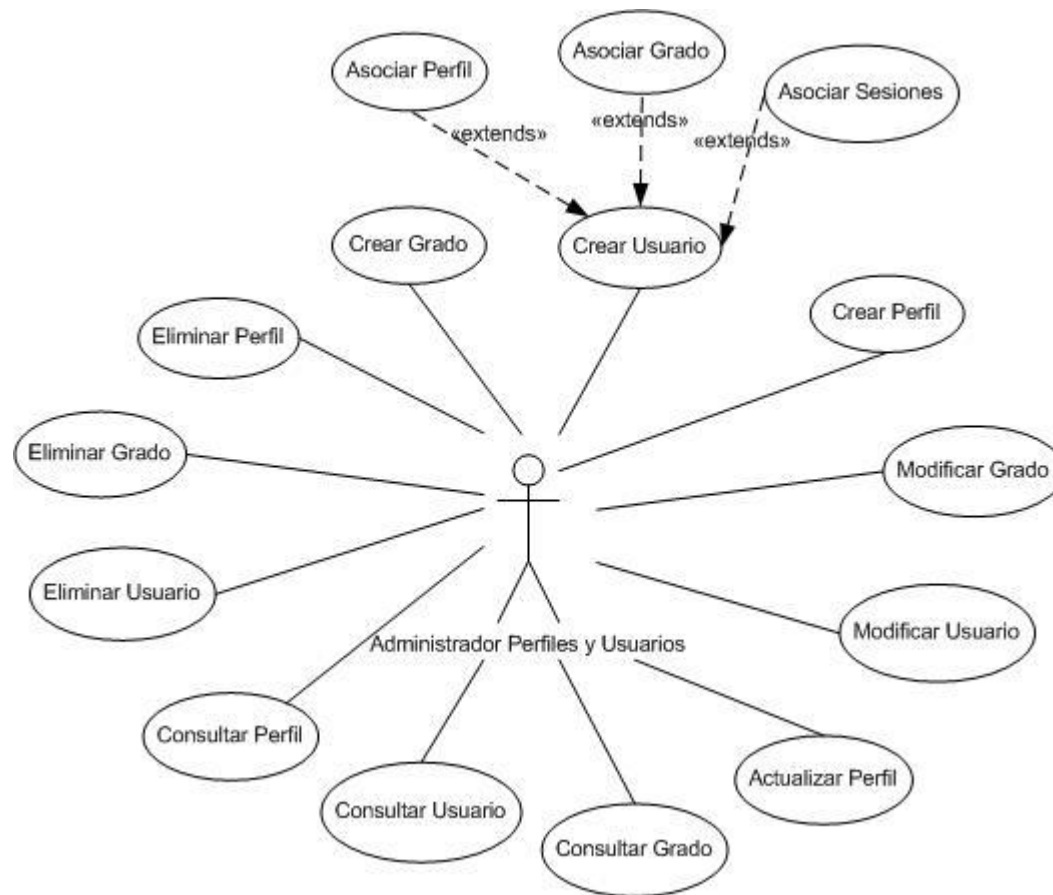 Asociar Perfil
Asociar Grado
Asociar Sesiones
«extends»
«extends»
«extends»
Crear Grado
Crear Usuario
Crear Perfil
Eliminar Perfil
Eliminar Grado
Modificar Grado
Eliminar Usuario
Modificar Usuario
Administrador Perfiles y Usuarios
Consultar Perfil
Actualizar Perfil
Consultar Usuario
Consultar Grado